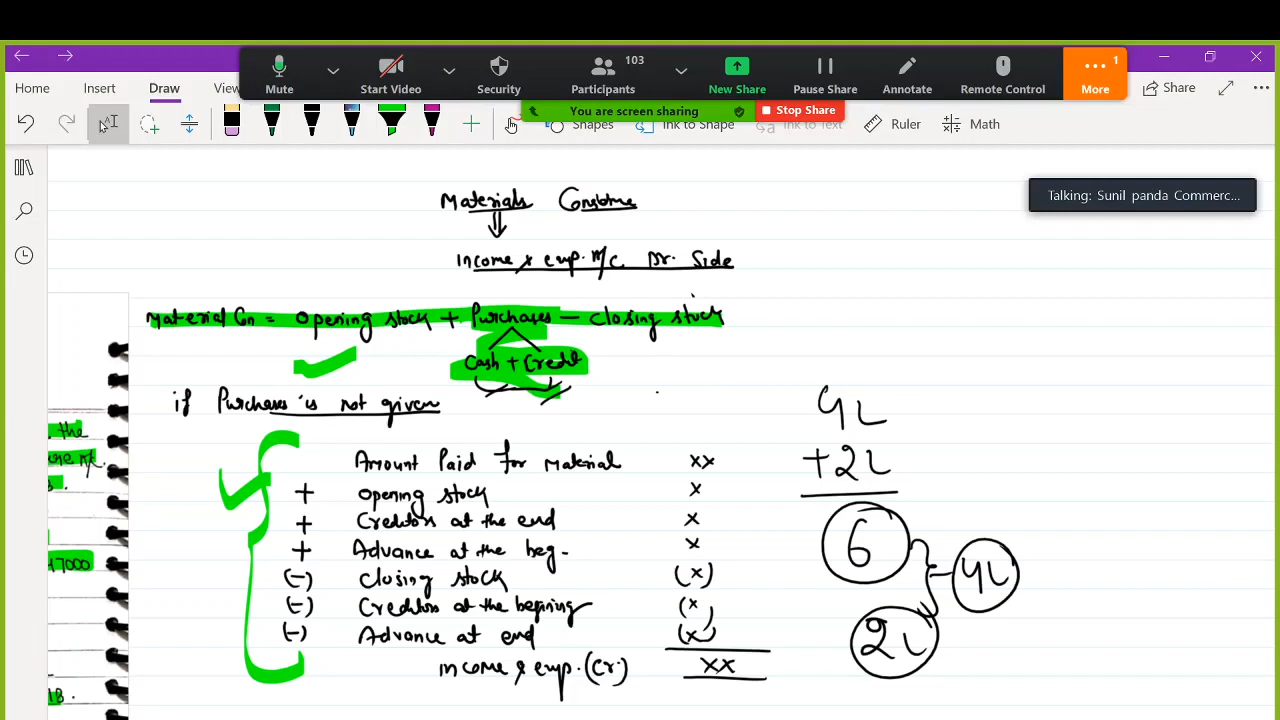 Mute
Start Video
Security
Participants
103
New Share
Pause Share
Annotate
Remote Control
More
1
You are screen sharing
Stop Share
Home
Insert
Draw
Share
Shapes
Ink to Shape
Ink to Text
Ruler
Math
Talking: Sunil panda Commerc...
Materials Consume
Income & exp. A/C Dr. Side
Material Con = Opening stock + Purchases - closing stock
Cash + Credit
if Purchases is not given
Amount Paid for material xx
+ opening stock x
+ Creditors at the end x
+ Advance at the beg. x
(-) closing stock (x)
(-) Creditors at the begining (x)
(-) Advance at end (x)
income & exp. (Cr.) xx
4L
+2L
6
4L
2L
the
17000